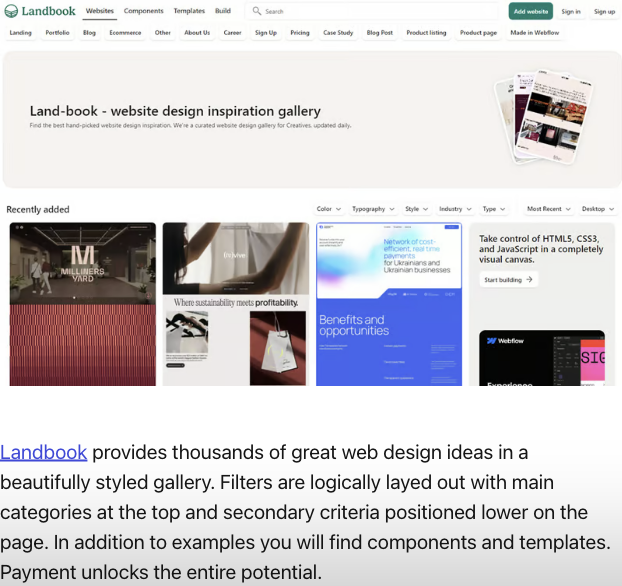 Landbook Websites Components Templates Build Search Add website Sign in Sign up
Landing Portfolio Blog Ecommerce Other About Us Career Sign Up Pricing Case Study Blog Post Product listing Product page Made in Webflow
Land-book - website design inspiration gallery
Find the best hand-picked website design inspiration. We're a curated website design gallery for Creatives, updated daily.
Recently added Color Typography Style Industry Type Most Recent Desktop
MILLINERS
YARD
Where sustainability meets profitability.
Network of cost-
efficient, real time
payments
for Ukrainians and
Ukrainian businesses
Benefits and
opportunities
Take control of HTML5, CSS3,
and JavaScript in a completely
visual canvas.
Start building
Webflow
Experience
SIG
Landbook provides thousands of great web design ideas in a
beautifully styled gallery. Filters are logically layed out with main
categories at the top and secondary criteria positioned lower on the
page. In addition to examples you will find components and templates.
Payment unlocks the entire potential.